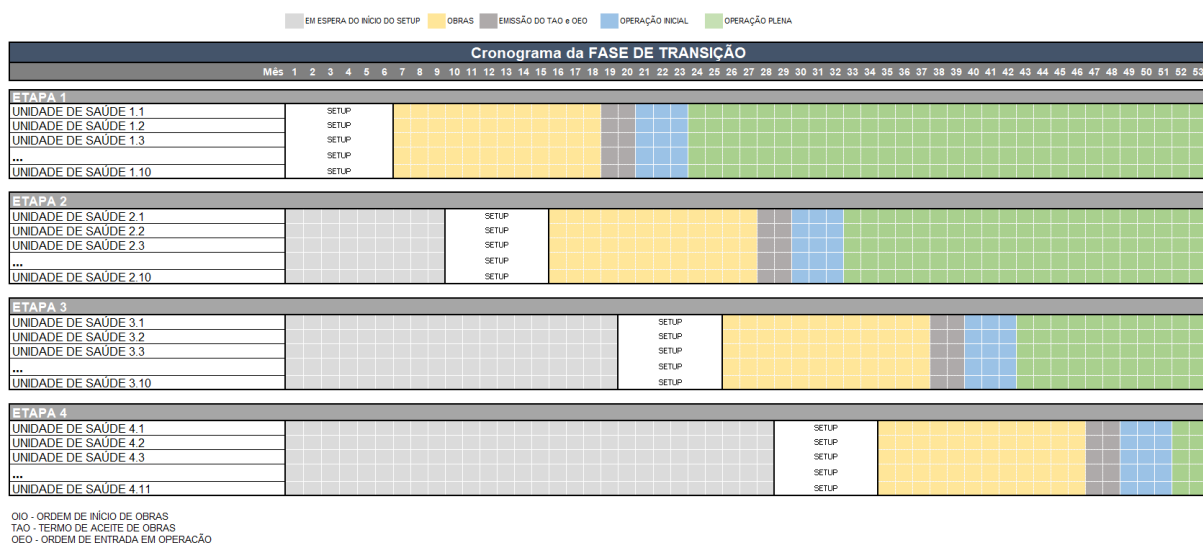 EM ESPERA DO INÍCIO DO SETUP OBRAS EMISSÃO DO TAO e OEO OPERAÇÃO INICIAL OPERAÇÃO PLENA
Cronograma da FASE DE TRANSIÇÃO
Mês 1 2 3 4 5 6 7 8 9 10 11 12 13 14 15 16 17 18 19 20 21 22 23 24 25 26 27 28 29 30 31 32 33 34 35 36 37 38 39 40 41 42 43 44 45 46 47 48 49 50 51 52 53
ETAPA 1
UNIDADE DE SAÚDE 1.1 SETUP
UNIDADE DE SAÚDE 1.2 SETUP
UNIDADE DE SAÚDE 1.3 SETUP
... SETUP
UNIDADE DE SAÚDE 1.10 SETUP
ETAPA 2
UNIDADE DE SAÚDE 2.1 SETUP
UNIDADE DE SAÚDE 2.2 SETUP
UNIDADE DE SAÚDE 2.3 SETUP
... SETUP
UNIDADE DE SAÚDE 2.10 SETUP
ETAPA 3
UNIDADE DE SAÚDE 3.1 SETUP
UNIDADE DE SAÚDE 3.2 SETUP
UNIDADE DE SAÚDE 3.3 SETUP
... SETUP
UNIDADE DE SAÚDE 3.10 SETUP
ETAPA 4
UNIDADE DE SAÚDE 4.1 SETUP
UNIDADE DE SAÚDE 4.2 SETUP
UNIDADE DE SAÚDE 4.3 SETUP
... SETUP
UNIDADE DE SAÚDE 4.11 SETUP
OIO - ORDEM DE INÍCIO DE OBRAS
TAO - TERMO DE ACEITE DE OBRAS
OEO - ORDEM DE ENTRADA EM OPERAÇÃO